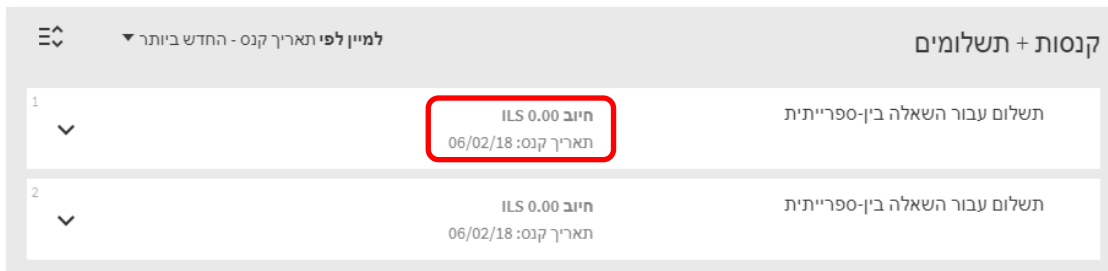 קנסות + תשלומים
למיין לפי תאריך קנס - החדש ביותר
1
תשלום עבור השאלה בין-ספרייתית
חיוב ILS 0.00
תאריך קנס: 06/02/18
2
תשלום עבור השאלה בין-ספרייתית
חיוב ILS 0.00
תאריך קנס: 06/02/18